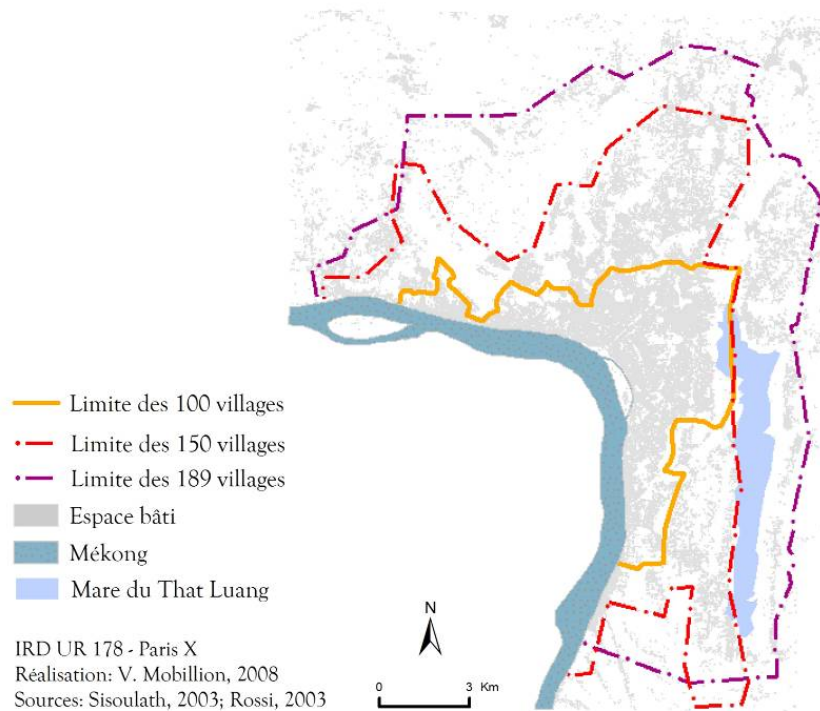 Limite des 100 villages
Limite des 150 villages
Limite des 189 villages
Espace bâti
Mékong
Mare du That Luang
IRD UR 178 - Paris X
Réalisation: V. Mobillion, 2008
Sources: Sisoulath, 2003; Rossi, 2003
N
0 3 Km